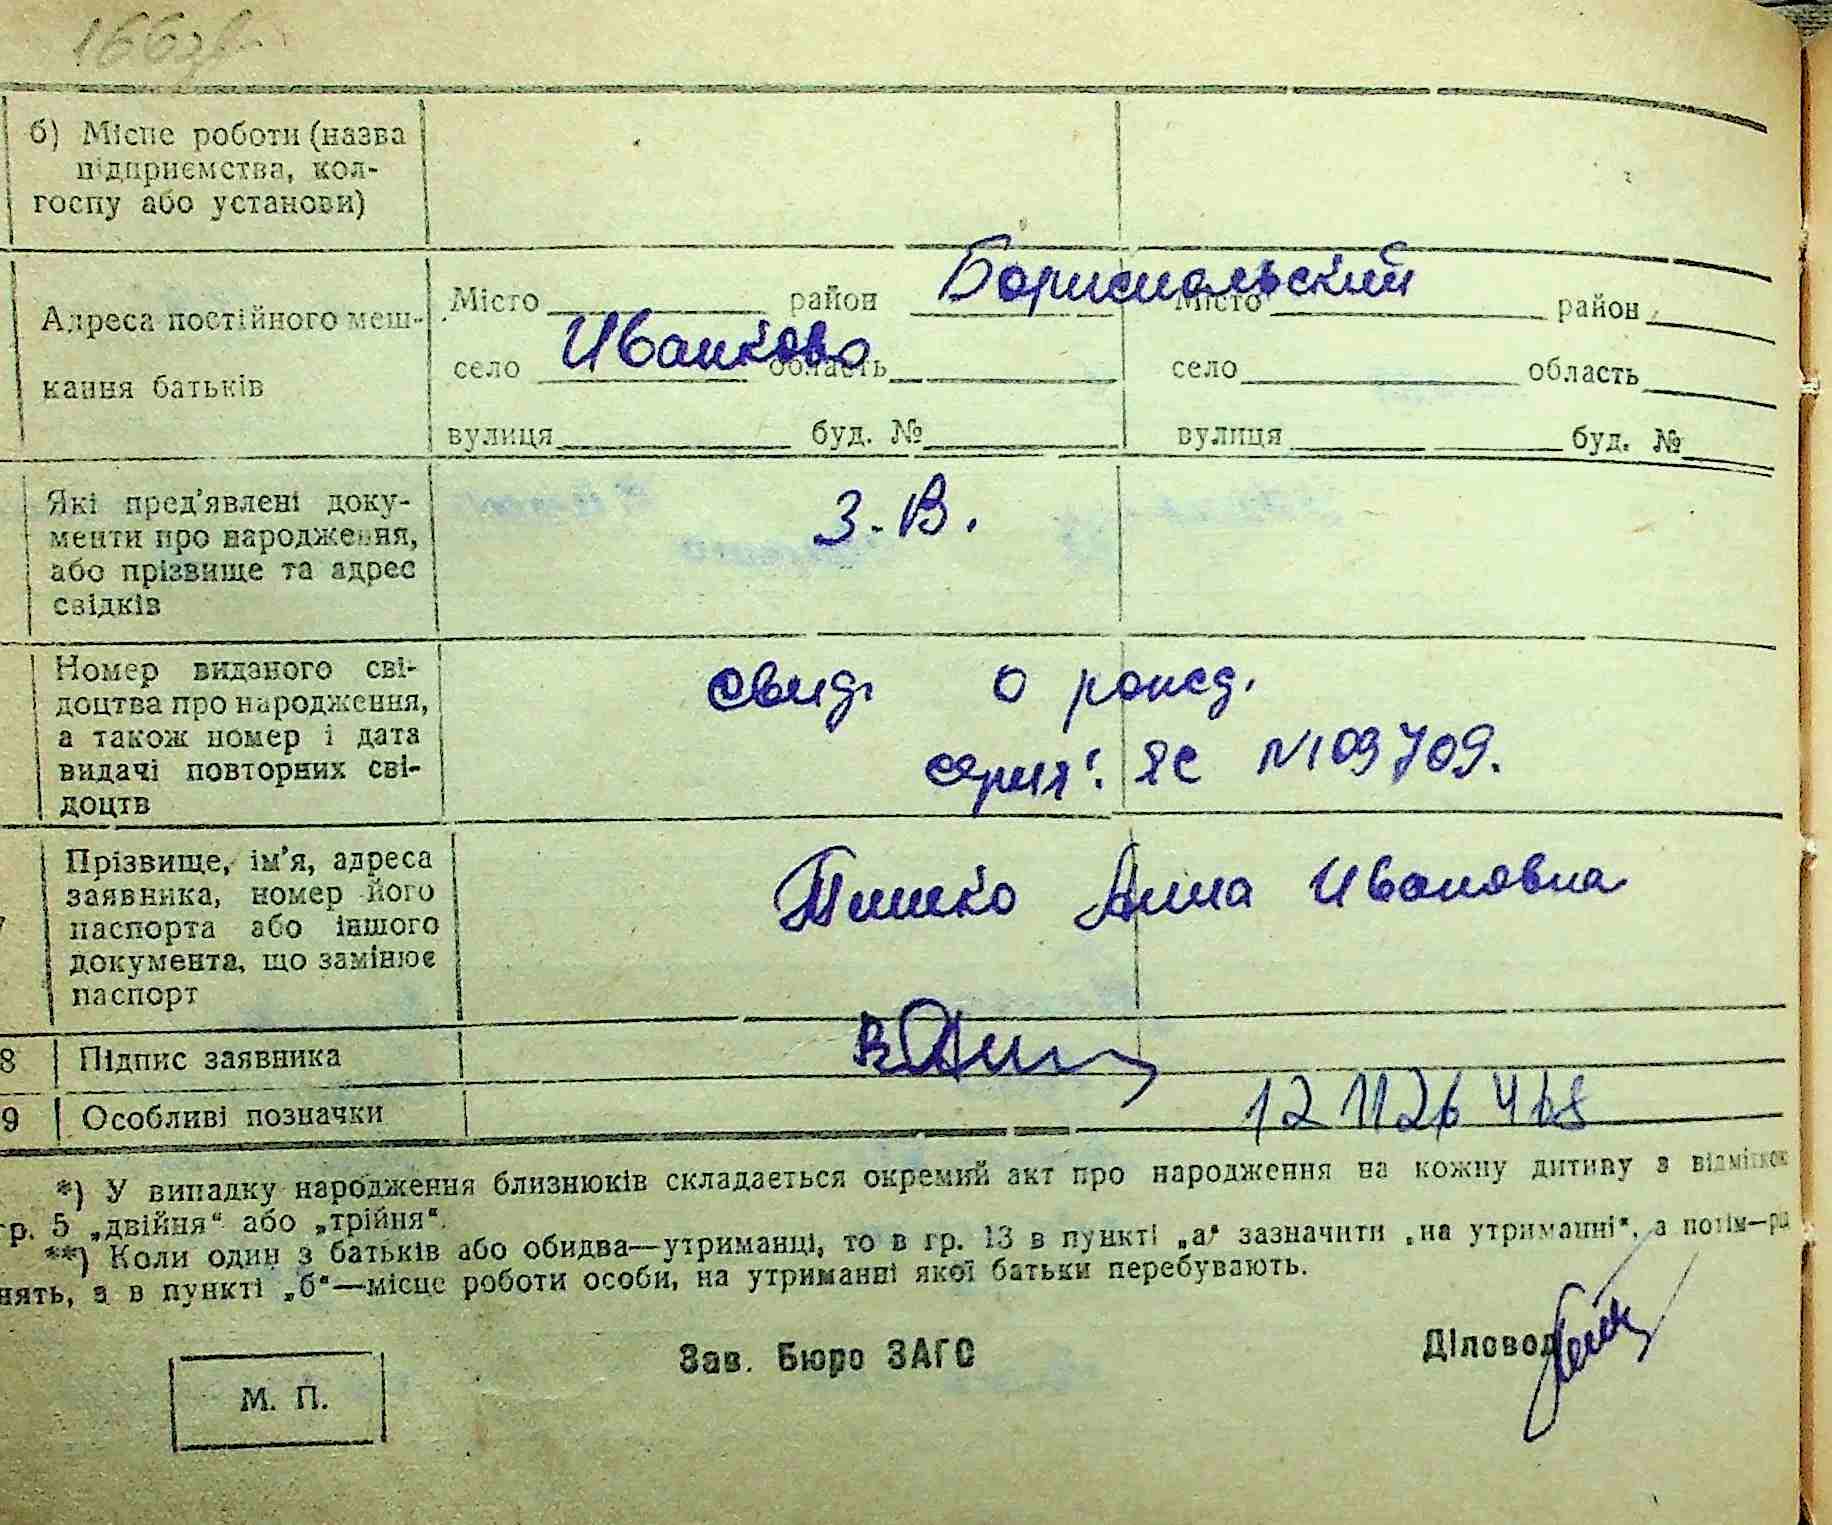 б) Місце роботи (назва
підприємства, кол-
госпу або установи)
Бориспольский
Адреса постійного меш-
Місто район Місто район
Иванково
село область село область
кання батьків
вулиця буд. № вулиця буд. №
Які пред'явлені доку-
менти про народження,
або прізвище та адрес
свідків
З-В.
Номер виданого сві-
доцтва про народження,
а також номер і дата
видачі повторних сві-
доцтв
свид. о рожд.
серия: ЯС N109709.
Прізвище, ім'я, адреса
заявника, номер його
паспорта або іншого
документа, що замінює
паспорт
Тишко Анна Ивановна
8 Підпис заявника
9 Особливі позначки
*) У випадку народження близнюків складається окремий акт про народження на кожну дитину з відміткою
гр. 5 „двійня“ або „трійня“.
**) Коли один з батьків або обидва—утриманці, то в гр. 13 в пункті „а“ зазначити „на утриманні“, а потім—рід
нять, а в пункті „б“—місце роботи особи, на утриманні якої батьки перебувають.
Зав. Бюро ЗАГС
Діловод
М. П.